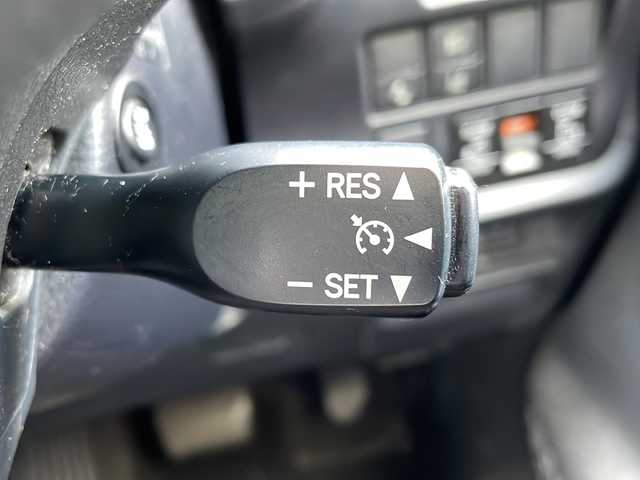 + RES
- SET